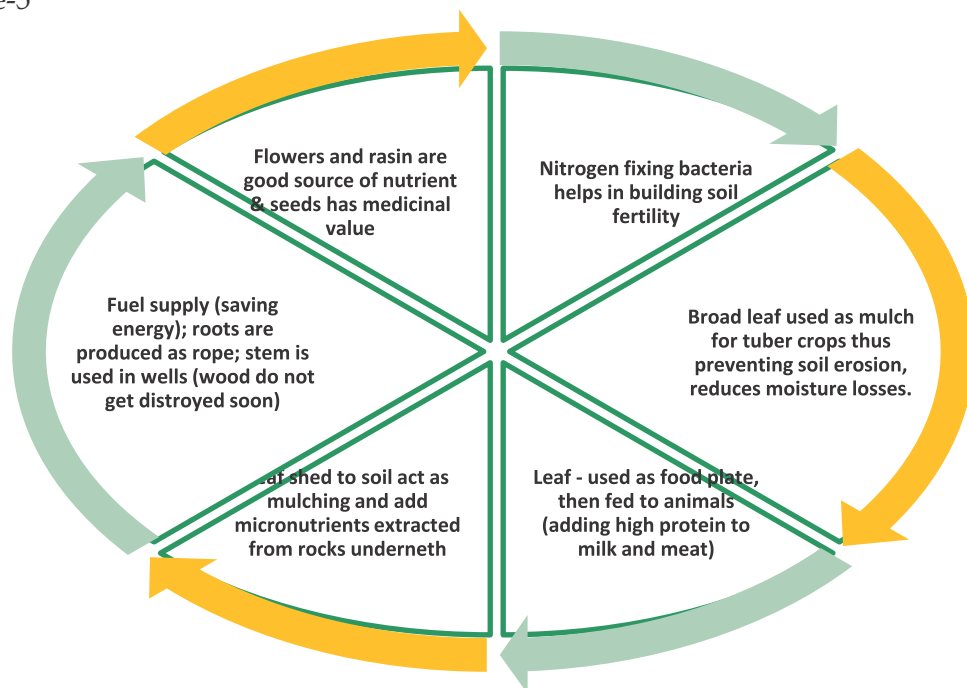 e-5
Flowers and rasin are
good source of nutrient
& seeds has medicinal
value
Nitrogen fixing bacteria
helps in building soil
fertility
Broad leaf used as mulch
for tuber crops thus
preventing soil erosion,
reduces moisture losses.
Leaf - used as food plate,
then fed to animals
(adding high protein to
milk and meat)
shed to soil act as
mulching and add
micronutrients extracted
from rocks underneth
Fuel supply (saving
energy); roots are
produced as rope; stem is
used in wells (wood do not
get distroyed soon)